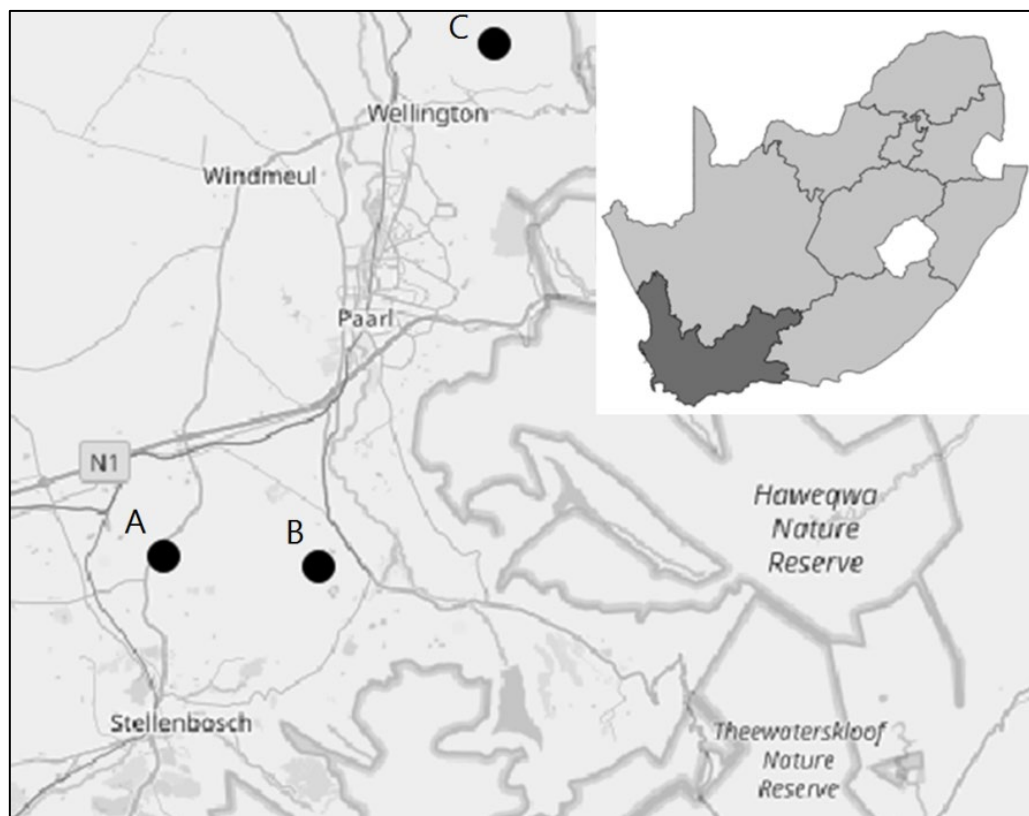 C
Wellington
Windmeul
Paarl
N1
Haweqwa
Nature
Reserve
A
B
Stellenbosch
Theewaterskloof
Nature
Reserve